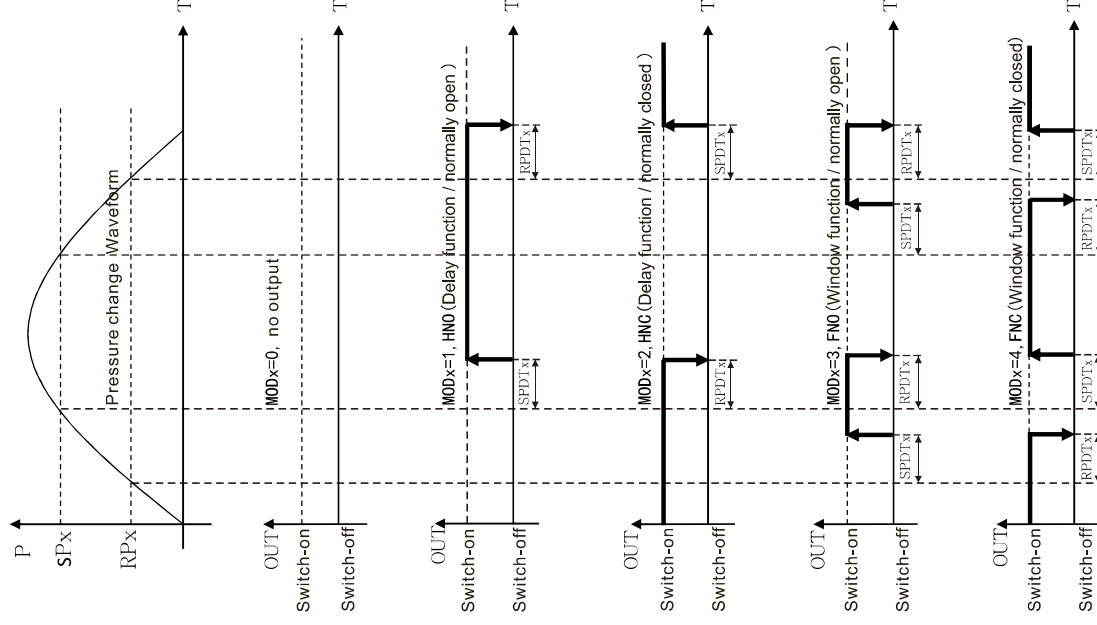 T
P
SPx
RPx
Pressure change Waveform
T
OUT
Switch-on
Switch-off
MODx=0, no output
T
OUT
Switch-on
Switch-off
MODx=1, HNO (Delay function / normally open )
SPDTx
RPDTx
T
OUT
Switch-on
Switch-off
MODx=2, HNC (Delay function / normally closed )
RPDTx
SPDTx
T
OUT
Switch-on
Switch-off
MODx=3, FNO (Window function / normally open )
SPDTx
RPDTx
SPDTx
RPDTx
T
OUT
Switch-on
Switch-off
MODx=4, FNC (Window function / normally closed)
RPDTx
SPDTx
RPDTx
SPDTx